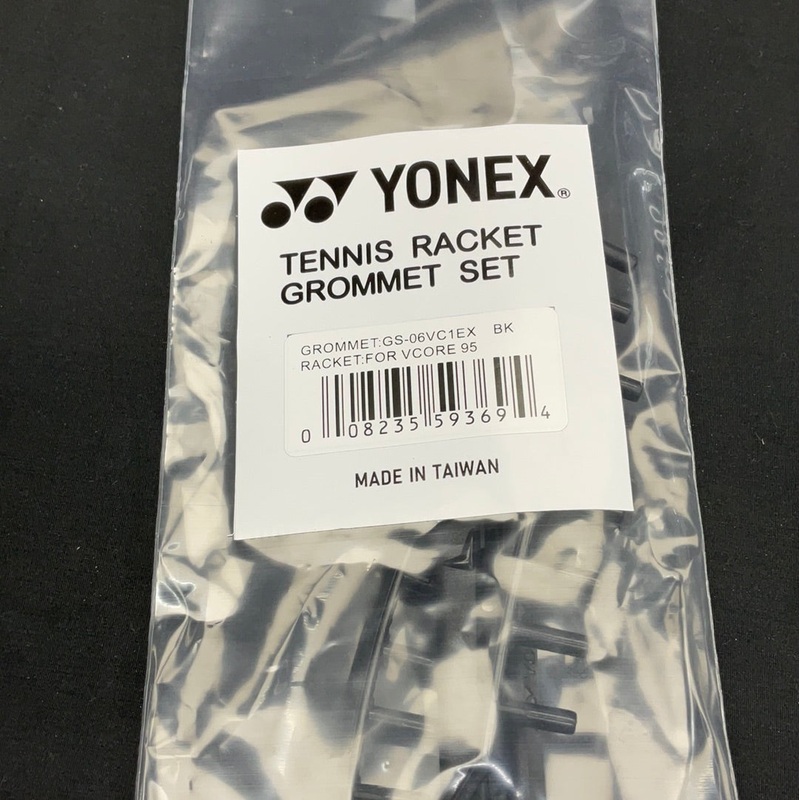 YONEX®
TENNIS RACKET
GROMMET SET
GROMMET:GS-06VC1EX BK
RACKET:FOR VCORE 95
0 08235 59369 4
MADE IN TAIWAN